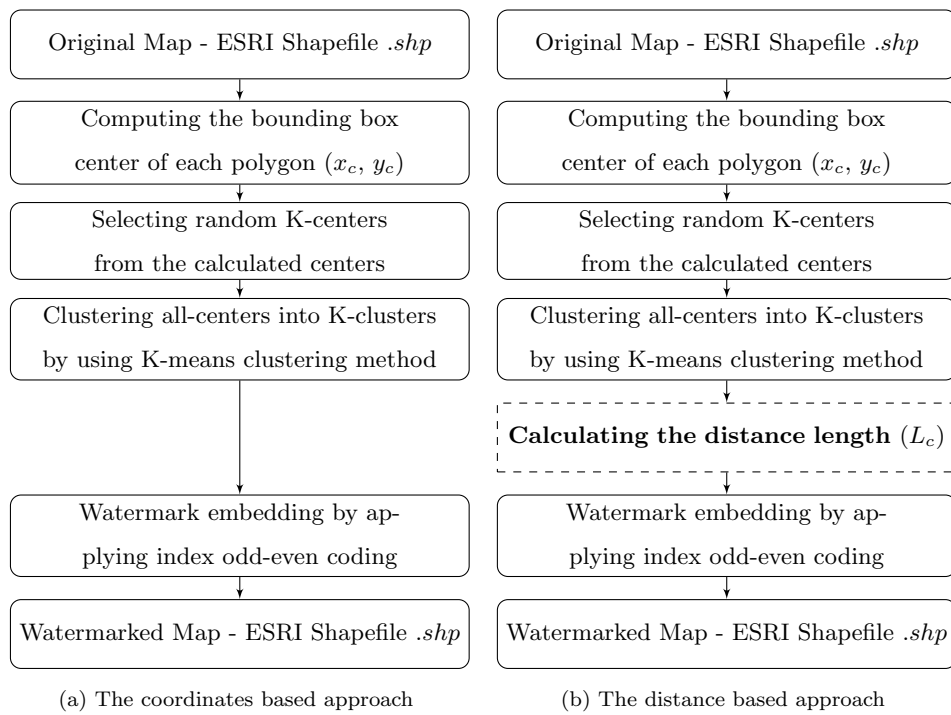 Original Map - ESRI Shapefile .shp
Computing the bounding box
center of each polygon (x_c, y_c)
Selecting random K-centers
from the calculated centers
Clustering all-centers into K-clusters
by using K-means clustering method
Watermark embedding by ap-
plying index odd-even coding
Watermarked Map - ESRI Shapefile .shp
(a) The coordinates based approach
Original Map - ESRI Shapefile .shp
Computing the bounding box
center of each polygon (x_c, y_c)
Selecting random K-centers
from the calculated centers
Clustering all-centers into K-clusters
by using K-means clustering method
Calculating the distance length (L_c)
Watermark embedding by ap-
plying index odd-even coding
Watermarked Map - ESRI Shapefile .shp
(b) The distance based approach